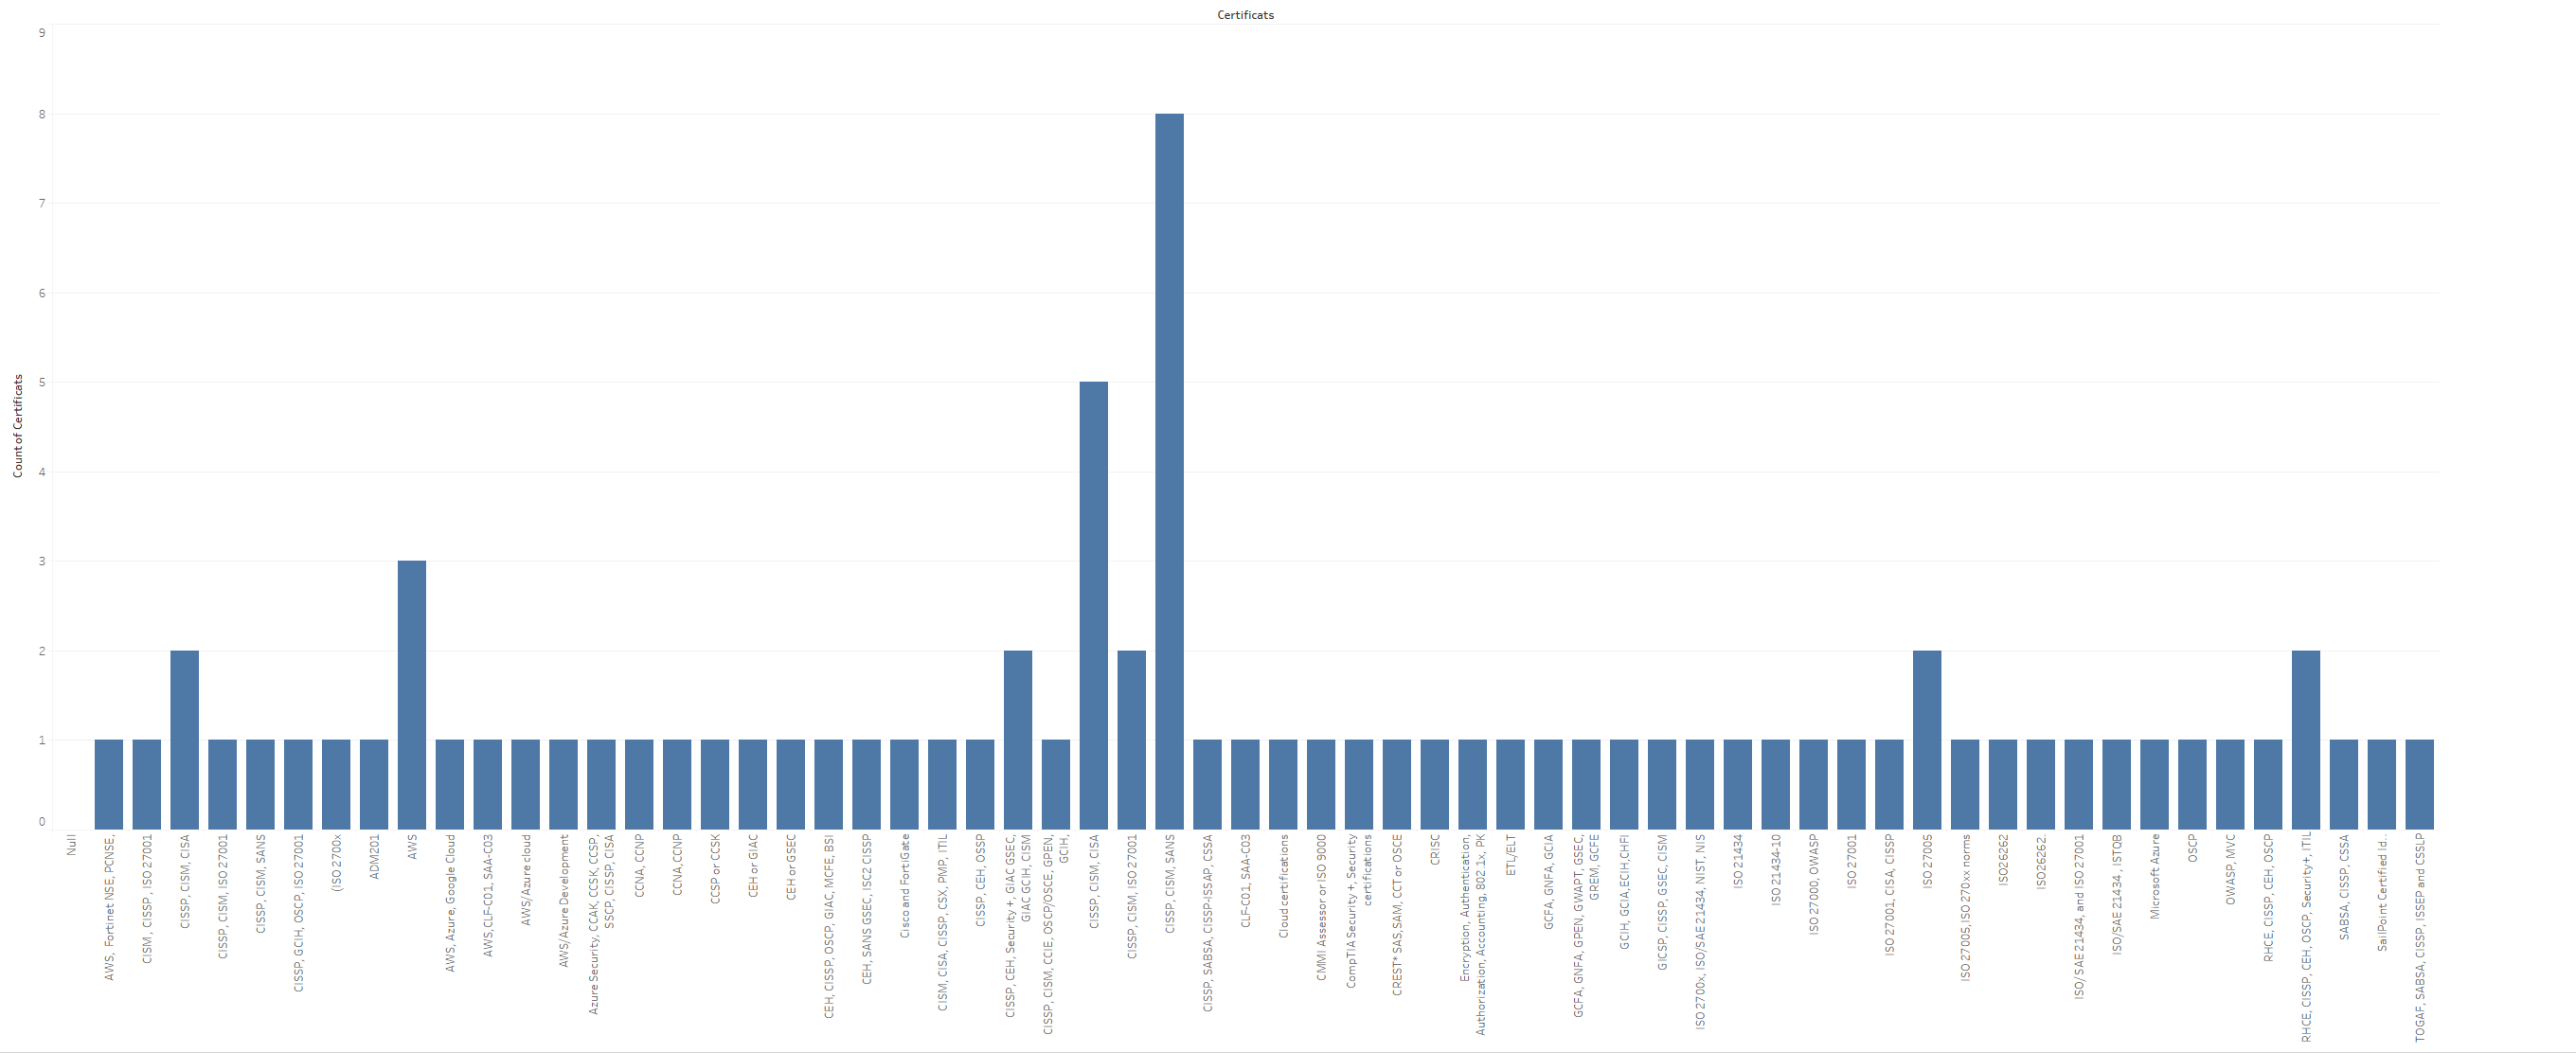 Certificats
9
8
7
6
5
4
3
2
1
0
Count of Certificats
Null
AWS, Fortinet NSE, PCNSE,
CISM , CISSP , ISO 27001
CISSP, CISM, CISA
CISSP, CISM, ISO 27001
CISSP, CISM, SANS
CISSP, GCIH, OSCP, ISO 27001
(ISO 2700x
ADM201
AWS
AWS, Azure, Google Cloud
AWS,CLF-C01, SAA-C03
AWS/Azure cloud
AWS/Azure Development
Azure Security, CCAK, CCSK, CCSP,
SSCP, CISSP, CISA
CCNA, CCNP
CCNA,CCNP
CCSP or CCSK
CEH or GIAC
CEH or GSEC
CEH, CISSP, OSCP, GIAC, MCFE, BSI
CEH, SANS GSEC, ISC2 CISSP
Cisco and FortiGate
CISM, CISA, CISSP, CSX, PMP, ITIL
CISSP, CEH, OSSP
CISSP, CEH, Security +, GIAC GSEC,
GIAC GCIH, CISM
CISSP, CISM, CCIE, OSCP/OSCE, GPEN,
GCIH,
CISSP, CISM, CISA
CISSP, CISM, ISO 27001
CISSP, CISM, SANS
CISSP, SABSA, CISSP-ISSAP, CSSA
CLF-C01, SAA-C03
Cloud certifications
CMMI Assessor or ISO 9000
CompTIA Security +, Security
certifications
CREST* SAS,SAM, CCT or OSCE
CRISC
Encryption, Authentication,
Authorization, Accounting, 802.1x, PK
ETL/ELT
GCFA, GNFA, GCIA
GCFA, GNFA, GPEN, GWAPT, GSEC,
GREM, GCFE
GCIH, GCIA,ECIH,CHFI
GICSP, CISSP, GSEC, CISM
ISO 2700x, ISO/SAE 21434, NIST, NIS
ISO 21434
ISO 21434-10
ISO 27000, OWASP
ISO 27001
ISO 27001, CISA, CISSP
ISO 27005
ISO 27005, ISO 270xx norms
ISO26262
ISO26262.
ISO/ SAE 21434, and ISO 27001
ISO/SAE 21434 , ISTQB
Microsoft Azure
OSCP
OWASP, MVC
RHCE, CISSP, CEH, OSCP
RHCE, CISSP, CEH, OSCP, Security+, ITIL
SABSA, CISSP, CSSA
SailPoint Certified Id..
TOGAF, SABSA, CISSP, ISSEP and CSSLP